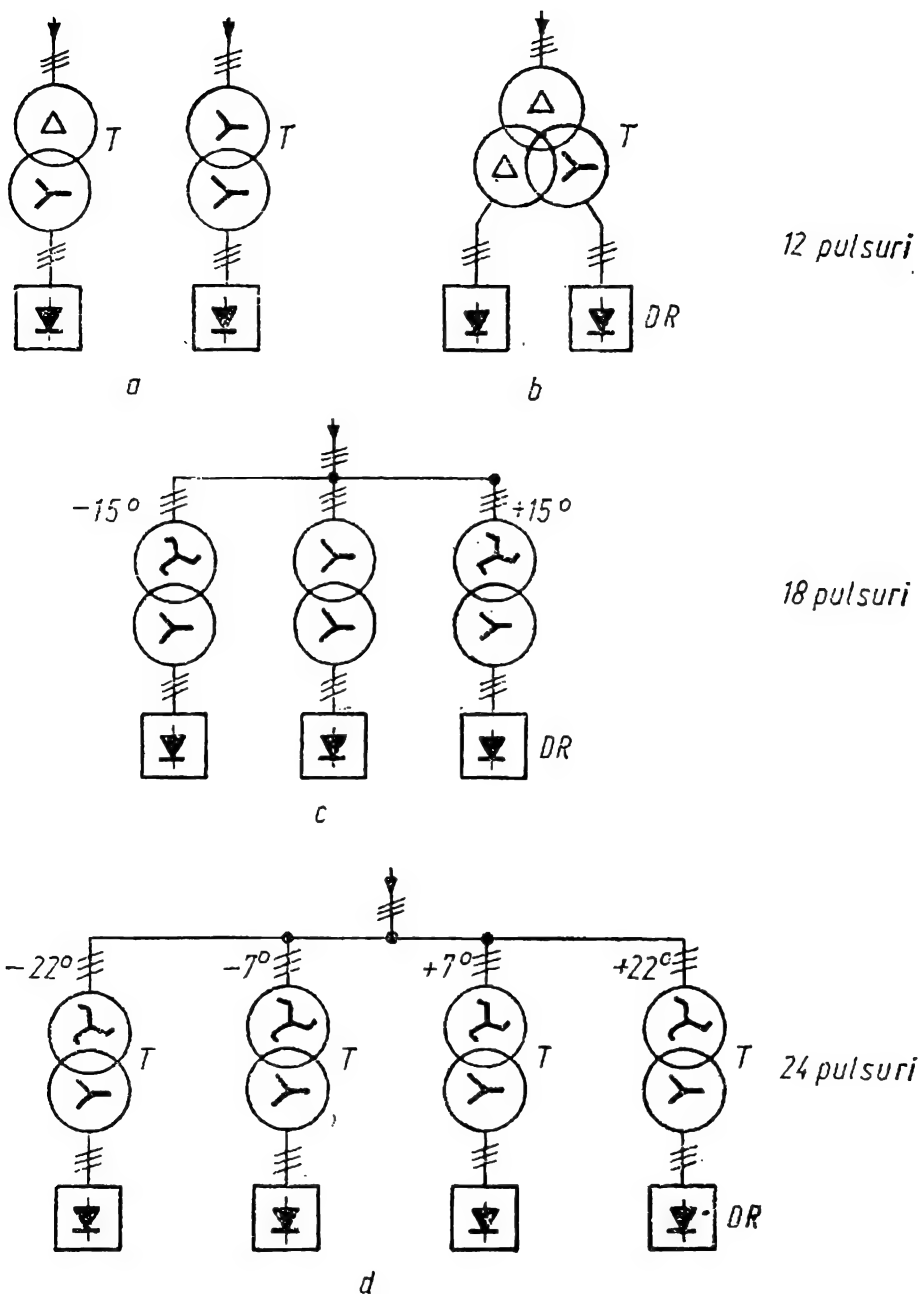 T
T
T
12 pulsuri
DR
a
b
−15°
+15°
18 pulsuri
DR
c
−22°
−7°
+7°
+22°
T
T
T
T
24 pulsuri
DR
d